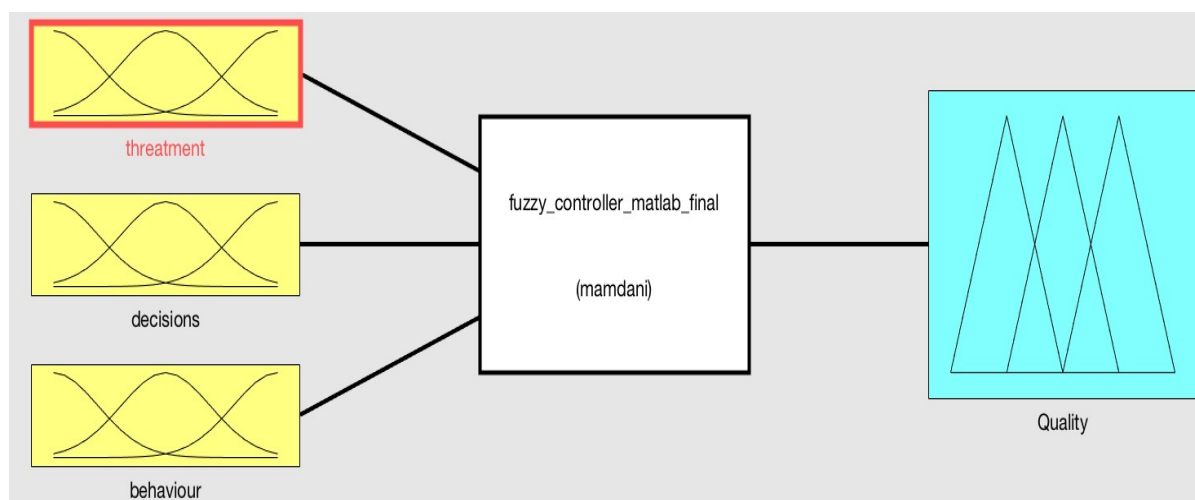 threatment
decisions
behaviour
fuzzy_controller_matlab_final
(mamdani)
Quality